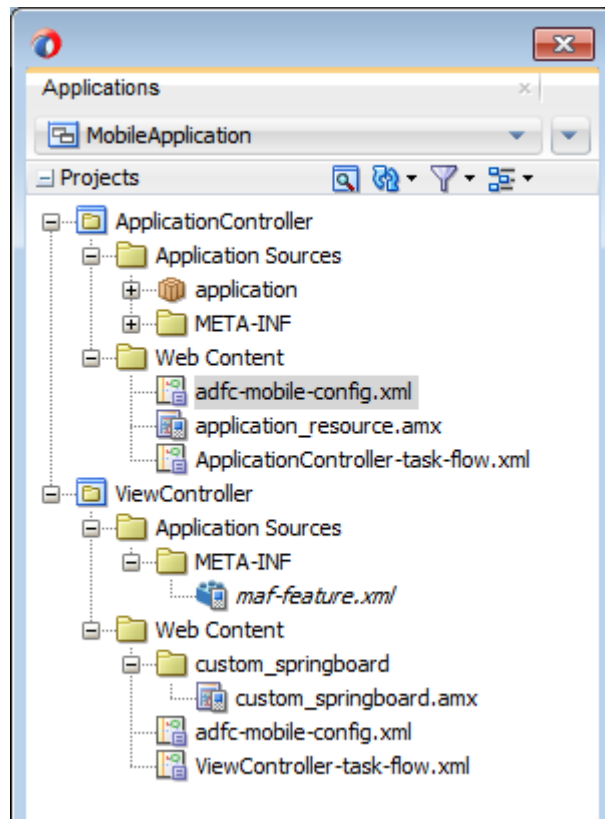 Applications
MobileApplication
Projects
ApplicationController
Application Sources
application
META-INF
Web Content
adfc-mobile-config.xml
application_resource.amx
ApplicationController-task-flow.xml
ViewController
Application Sources
META-INF
maf-feature.xml
Web Content
custom_springboard
custom_springboard.amx
adfc-mobile-config.xml
ViewController-task-flow.xml